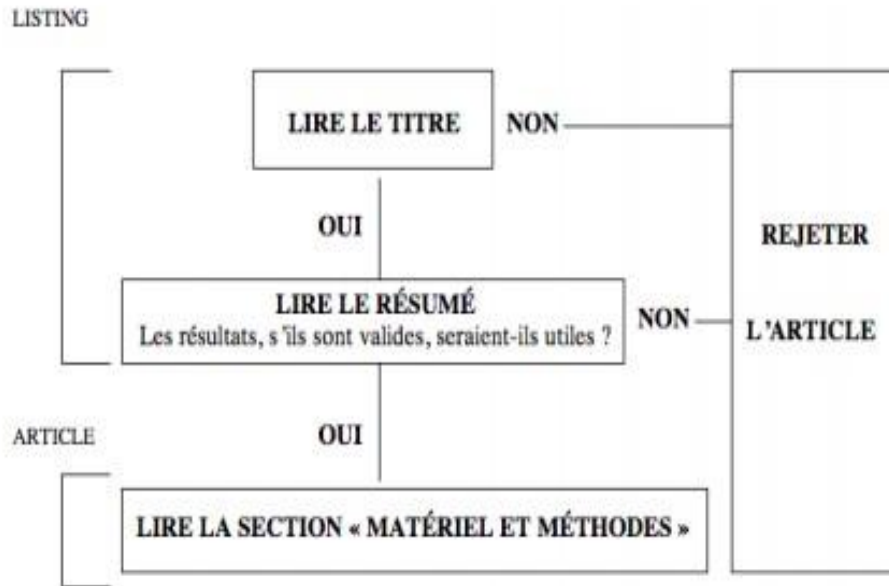 LISTING
LIRE LE TITRE
NON
OUI
REJETER
L'ARTICLE
LIRE LE RÉSUMÉ
Les résultats, s'ils sont valides, seraient-ils utiles ?
NON
ARTICLE
OUI
LIRE LA SECTION « MATÉRIEL ET MÉTHODES »